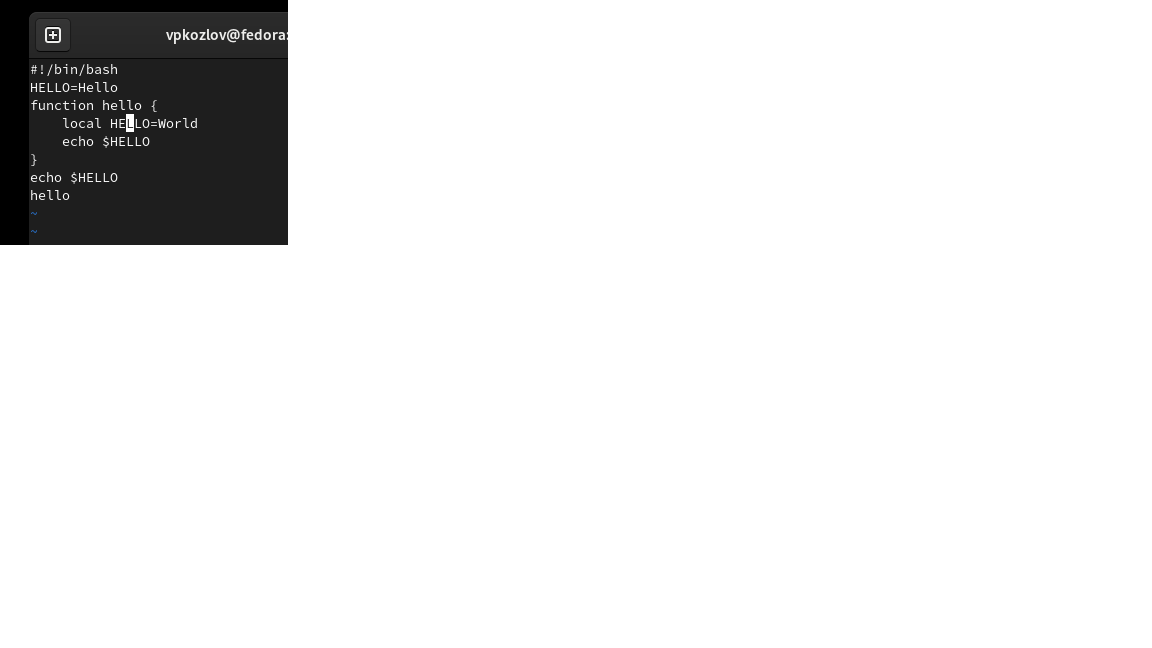 vpkozlov@fedora:
#!/bin/bash
HELLO=Hello
function hello {
    local HELLO=World
    echo $HELLO
}
echo $HELLO
hello
~
~